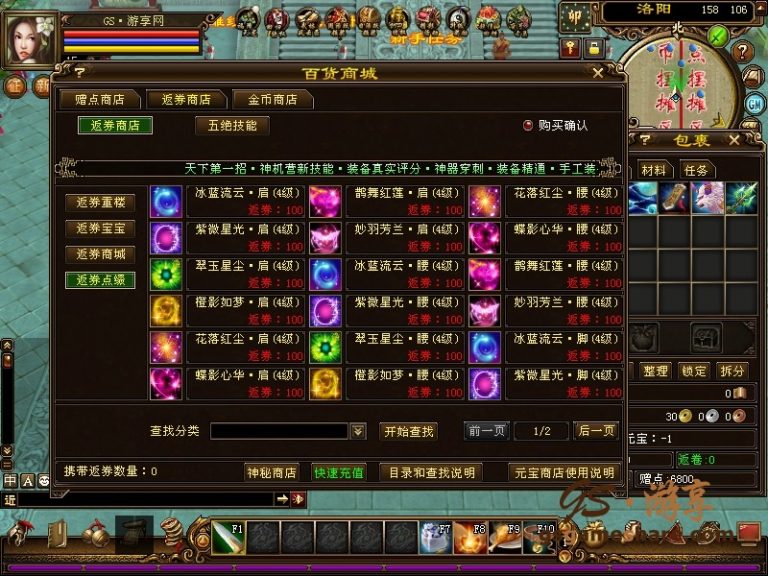 GS·游享网
洛阳 158 106
北
卯
GM
新手任务
百货商城
赠点商店 返券商店 金币商店
返券商店 五绝技能 购买确认
天下第一招·神机营新技能·装备真实评分·神器穿刺·装备精通·手工装
返券重楼
返券宝宝
返券商城
返券点缀
冰蓝流云·肩(4级) 鹊舞红莲·肩(4级) 花落红尘·腰(4级)
返券:100 返券:100 返券:100
紫微星光·肩(4级) 妙羽芳兰·肩(4级) 蝶影心华·腰(4级)
返券:100 返券:100 返券:100
翠玉星尘·肩(4级) 冰蓝流云·腰(4级) 鹊舞红莲·腰(4级)
返券:100 返券:100 返券:100
橙影如梦·肩(4级) 紫微星光·腰(4级) 妙羽芳兰·腰(4级)
返券:100 返券:100 返券:100
花落红尘·肩(4级) 翠玉星尘·腰(4级) 冰蓝流云·脚(4级)
返券:100 返券:100 返券:100
蝶影心华·肩(4级) 橙影如梦·腰(4级) 紫微星光·脚(4级)
返券:100 返券:100 返券:100
查找分类 开始查找 前一页 1/2 后一页
携带返券数量:0 神秘商店 快速充值 目录和查找说明 元宝商店使用说明
包裹
材料 任务
整理 锁定 拆分
0
30 0 0
元宝:-1
返卷:0
赠点:6800
中 A
近
F1 F7 F8 F9 F10
GS·游享